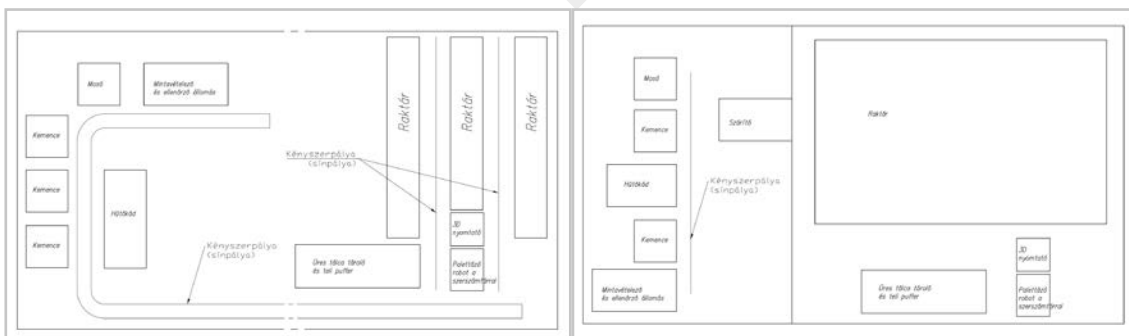 Mosó
Mintavételező
és ellenőrző állomás
Kemence
Kemence
Kemence
Hűtőkád
Kényszerpálya
(sínpálya)
Kényszerpálya
(sínpálya)
Raktár
Raktár
Raktár
3D
nyomtató
Üres tálca tároló
és teli puffer
Palettázó
robot a
szerszámtárral
Mosó
Kemence
Hűtőkád
Kemence
Mintavételező
és ellenőrző állomás
Szárító
Kényszerpálya
(sínpálya)
Raktár
3D
nyomtató
Üres tálca tároló
és teli puffer
Palettázó
robot a
szerszámtárral